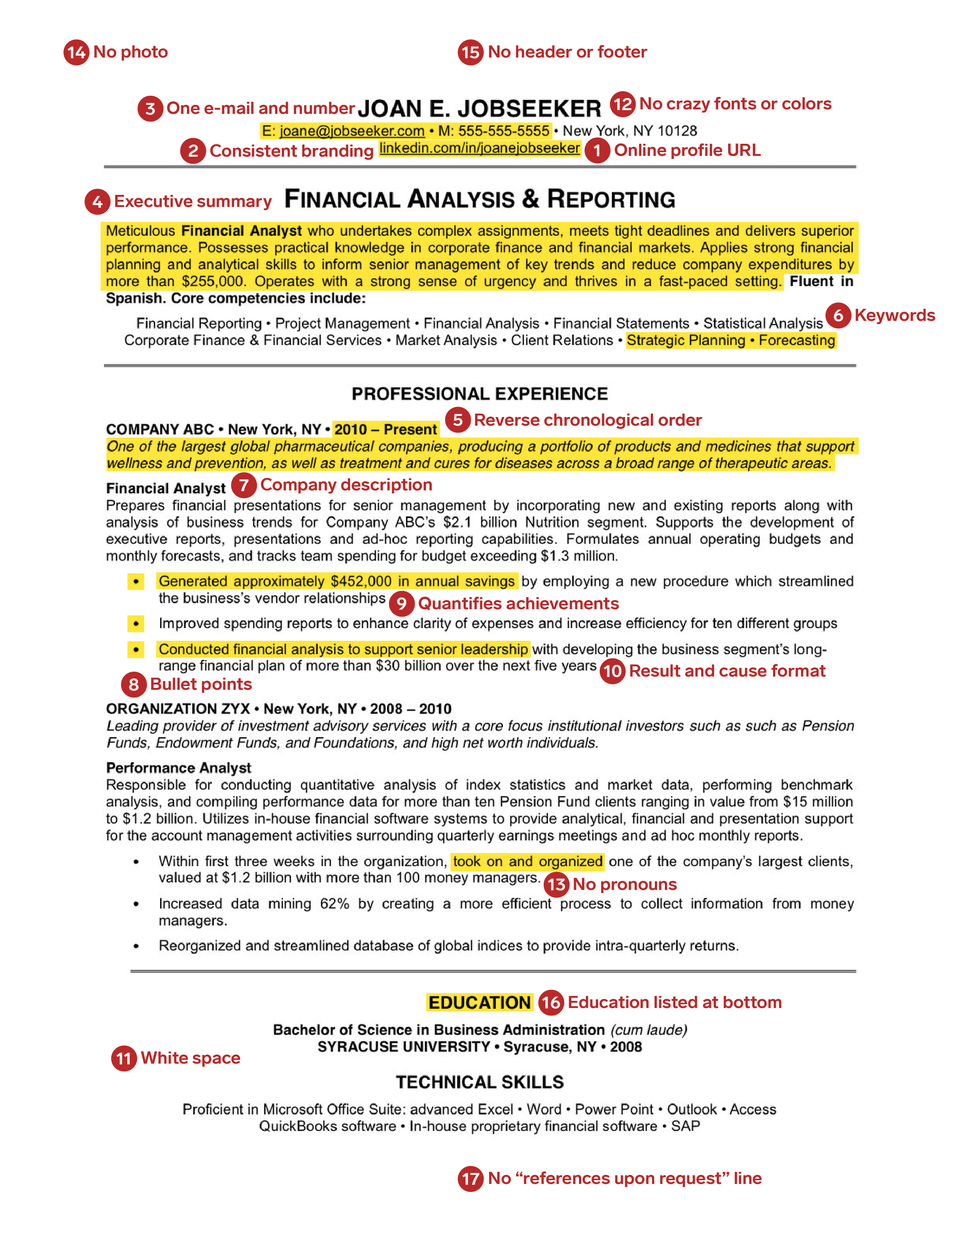 14 No photo
15 No header or footer
3 One e-mail and number JOAN E. JOBSEEKER 12 No crazy fonts or colors
E: joane@jobseeker.com • M: 555-555-5555 • New York, NY 10128
2 Consistent branding linkedin.com/in/joanejobseeker 1 Online profile URL
4 Executive summary FINANCIAL ANALYSIS & REPORTING
Meticulous Financial Analyst who undertakes complex assignments, meets tight deadlines and delivers superior
performance. Possesses practical knowledge in corporate finance and financial markets. Applies strong financial
planning and analytical skills to inform senior management of key trends and reduce company expenditures by
more than $255,000. Operates with a strong sense of urgency and thrives in a fast-paced setting. Fluent in
Spanish. Core competencies include:
Financial Reporting • Project Management • Financial Analysis • Financial Statements • Statistical Analysis 6 Keywords
Corporate Finance & Financial Services • Market Analysis • Client Relations • Strategic Planning • Forecasting
PROFESSIONAL EXPERIENCE
5 Reverse chronological order
COMPANY ABC • New York, NY • 2010 – Present
One of the largest global pharmaceutical companies, producing a portfolio of products and medicines that support
wellness and prevention, as well as treatment and cures for diseases across a broad range of therapeutic areas.
Financial Analyst 7 Company description
Prepares financial presentations for senior management by incorporating new and existing reports along with
analysis of business trends for Company ABC's $2.1 billion Nutrition segment. Supports the development of
executive reports, presentations and ad-hoc reporting capabilities. Formulates annual operating budgets and
monthly forecasts, and tracks team spending for budget exceeding $1.3 million.
• Generated approximately $452,000 in annual savings by employing a new procedure which streamlined
the business's vendor relationships 9 Quantifies achievements
• Improved spending reports to enhance clarity of expenses and increase efficiency for ten different groups
• Conducted financial analysis to support senior leadership with developing the business segment's long-
range financial plan of more than $30 billion over the next five years 10 Result and cause format
8 Bullet points
ORGANIZATION ZYX • New York, NY • 2008 – 2010
Leading provider of investment advisory services with a core focus institutional investors such as such as Pension
Funds, Endowment Funds, and Foundations, and high net worth individuals.
Performance Analyst
Responsible for conducting quantitative analysis of index statistics and market data, performing benchmark
analysis, and compiling performance data for more than ten Pension Fund clients ranging in value from $15 million
to $1.2 billion. Utilizes in-house financial software systems to provide analytical, financial and presentation support
for the account management activities surrounding quarterly earnings meetings and ad hoc monthly reports.
• Within first three weeks in the organization, took on and organized one of the company's largest clients,
valued at $1.2 billion with more than 100 money managers. 13 No pronouns
• Increased data mining 62% by creating a more efficient process to collect information from money
managers.
• Reorganized and streamlined database of global indices to provide intra-quarterly returns.
EDUCATION 16 Education listed at bottom
Bachelor of Science in Business Administration (cum laude)
SYRACUSE UNIVERSITY • Syracuse, NY • 2008
11 White space
TECHNICAL SKILLS
Proficient in Microsoft Office Suite: advanced Excel • Word • Power Point • Outlook • Access
QuickBooks software • In-house proprietary financial software • SAP
17 No “references upon request” line